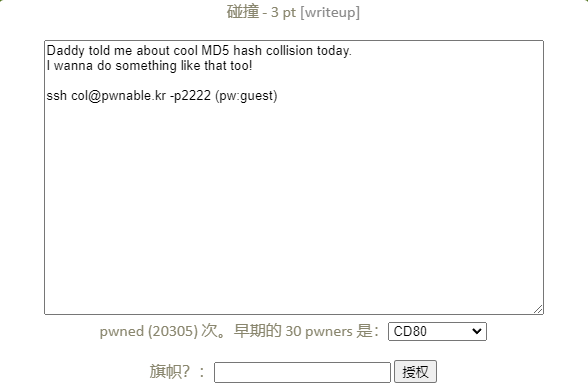 碰撞 - 3 pt [writeup]
Daddy told me about cool MD5 hash collision today.
I wanna do something like that too!
ssh col@pwnable.kr -p2222 (pw:guest)
pwned (20305) 次。早期的 30 pwners 是： CD80
旗帜？： 授权